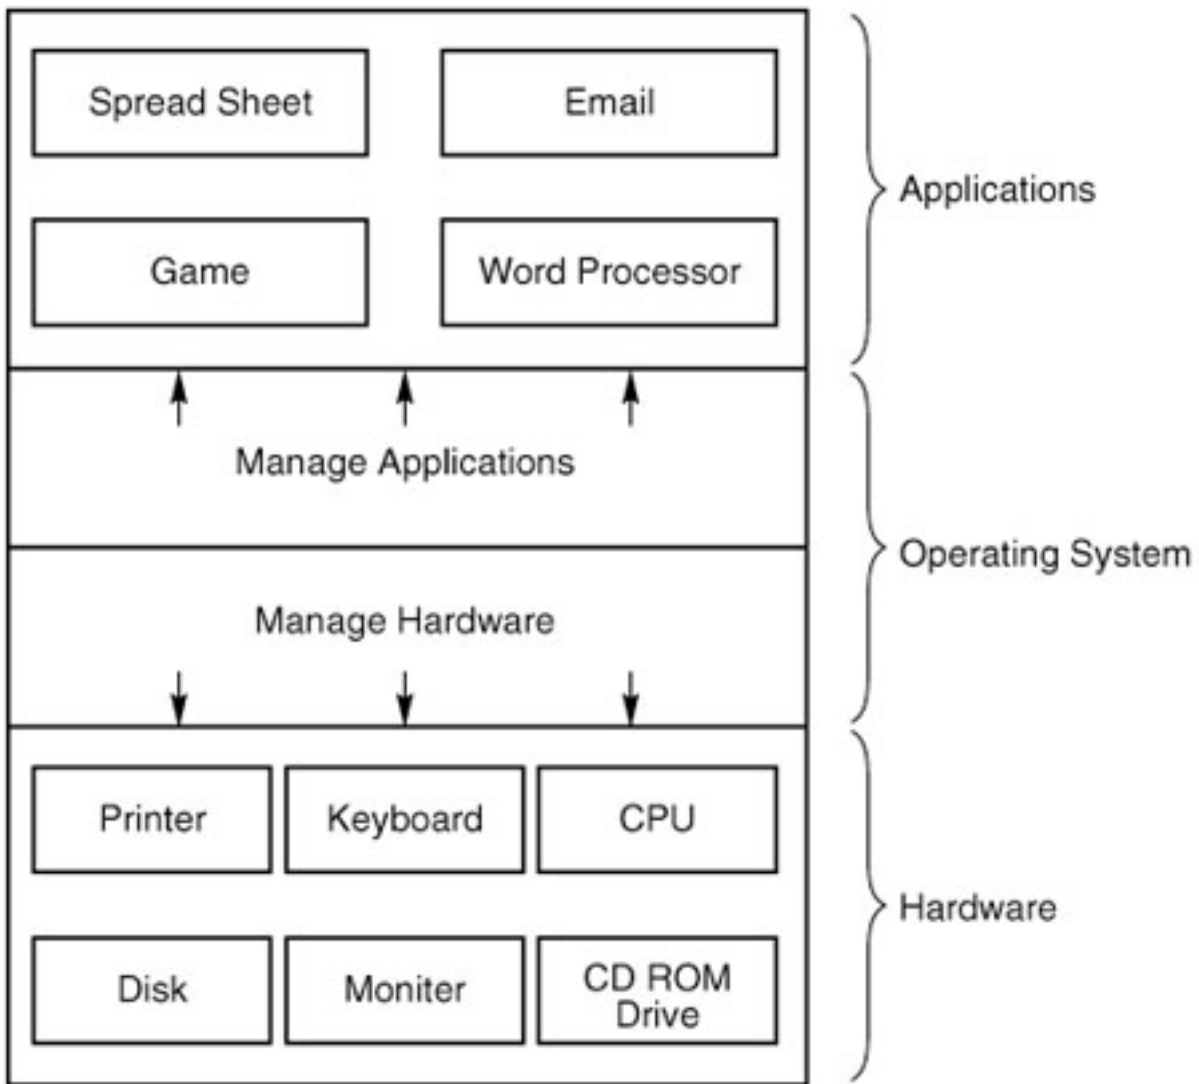 Spread Sheet
Email
Applications
Game
Word Processor
Manage Applications
Operating System
Manage Hardware
Printer
Keyboard
CPU
Hardware
Disk
Moniter
CD ROM
Drive